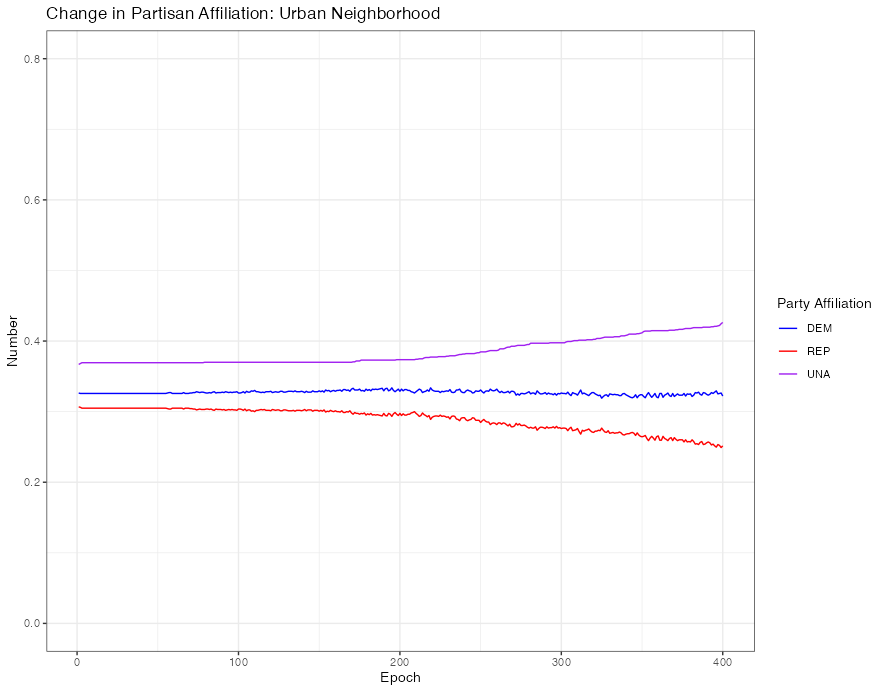 Change in Partisan Affiliation: Urban Neighborhood
0.8
0.6
0.4
0.2
0.0
Number
0 100 200 300 400
Epoch
Party Affiliation
DEM
REP
UNA